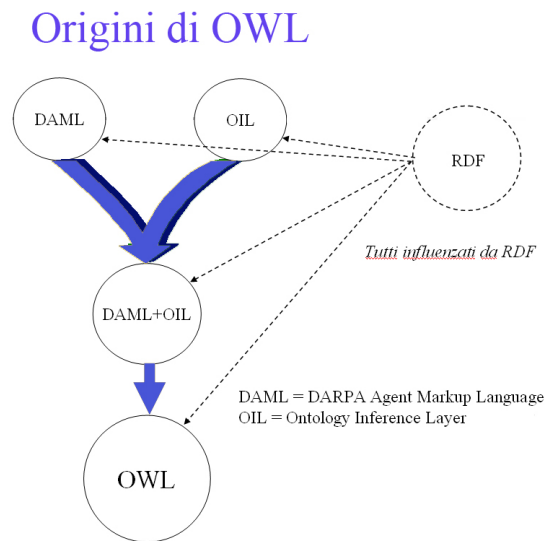 Origini di OWL
DAML
OIL
RDF
Tutti influenzati da RDF
DAML+OIL
DAML = DARPA Agent Markup Language
OIL = Ontology Inference Layer
OWL